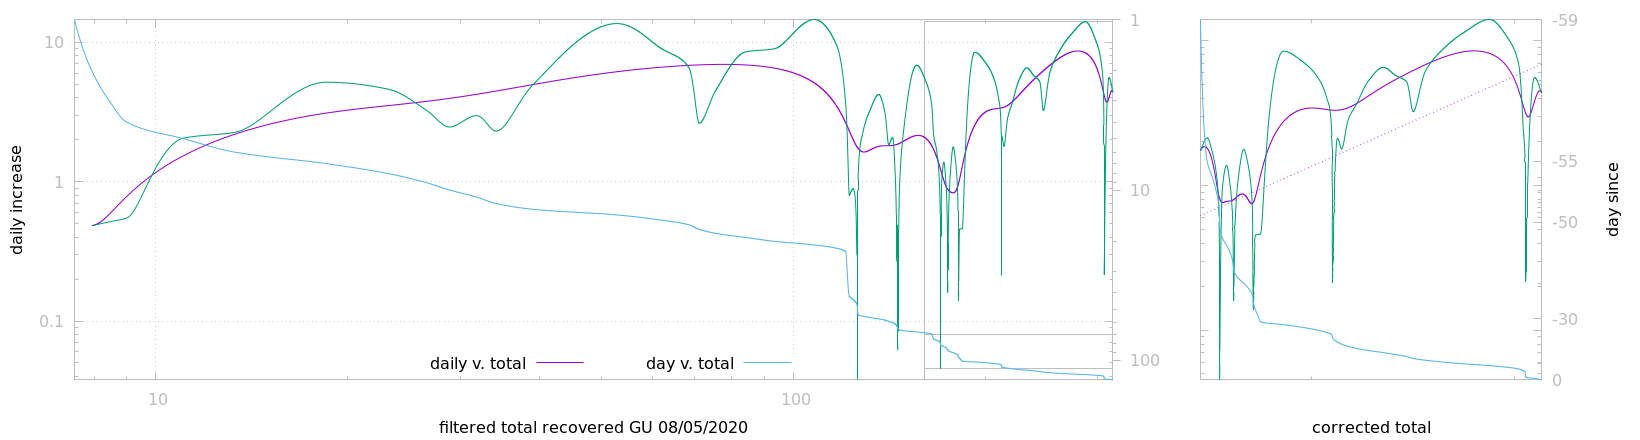 daily increase
10
1
0.1
daily v. total
day v. total
10
100
filtered total recovered GU 08/05/2020
1
10
100
-59
-55
-50
-30
0
day since
corrected total